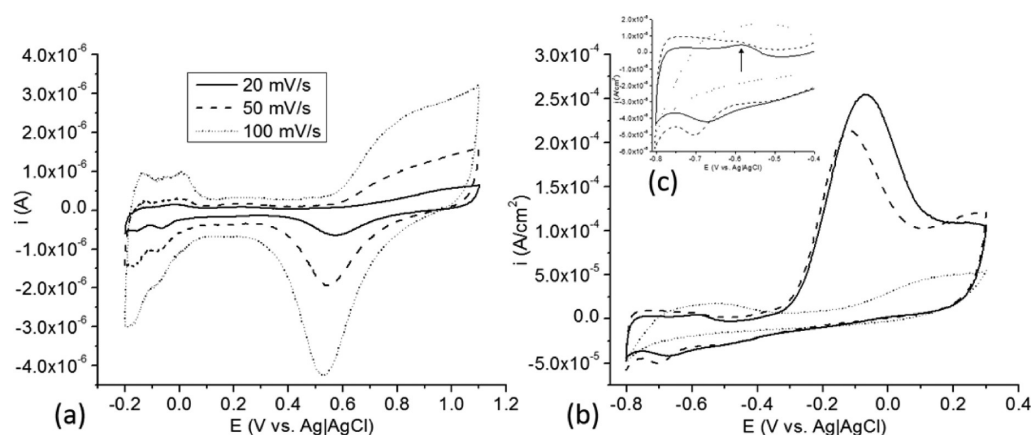 4.0x10⁻⁶
3.0x10⁻⁶
2.0x10⁻⁶
1.0x10⁻⁶
0.0
-1.0x10⁻⁶
-2.0x10⁻⁶
-3.0x10⁻⁶
-4.0x10⁻⁶
i (A)
20 mV/s
50 mV/s
100 mV/s
-0.2 0.0 0.2 0.4 0.6 0.8 1.0 1.2
E (V vs. Ag|AgCl)
(a)
0.0
i (A/cm²)
-0.8 -0.7 -0.6 -0.5 -0.4
E (V vs. Ag|AgCl)
(c)
3.0x10⁻⁴
2.5x10⁻⁴
2.0x10⁻⁴
1.5x10⁻⁴
1.0x10⁻⁴
5.0x10⁻⁵
0.0
-5.0x10⁻⁵
i (A/cm²)
-0.8 -0.6 -0.4 -0.2 0.0 0.2 0.4
E (V vs. Ag|AgCl)
(b)